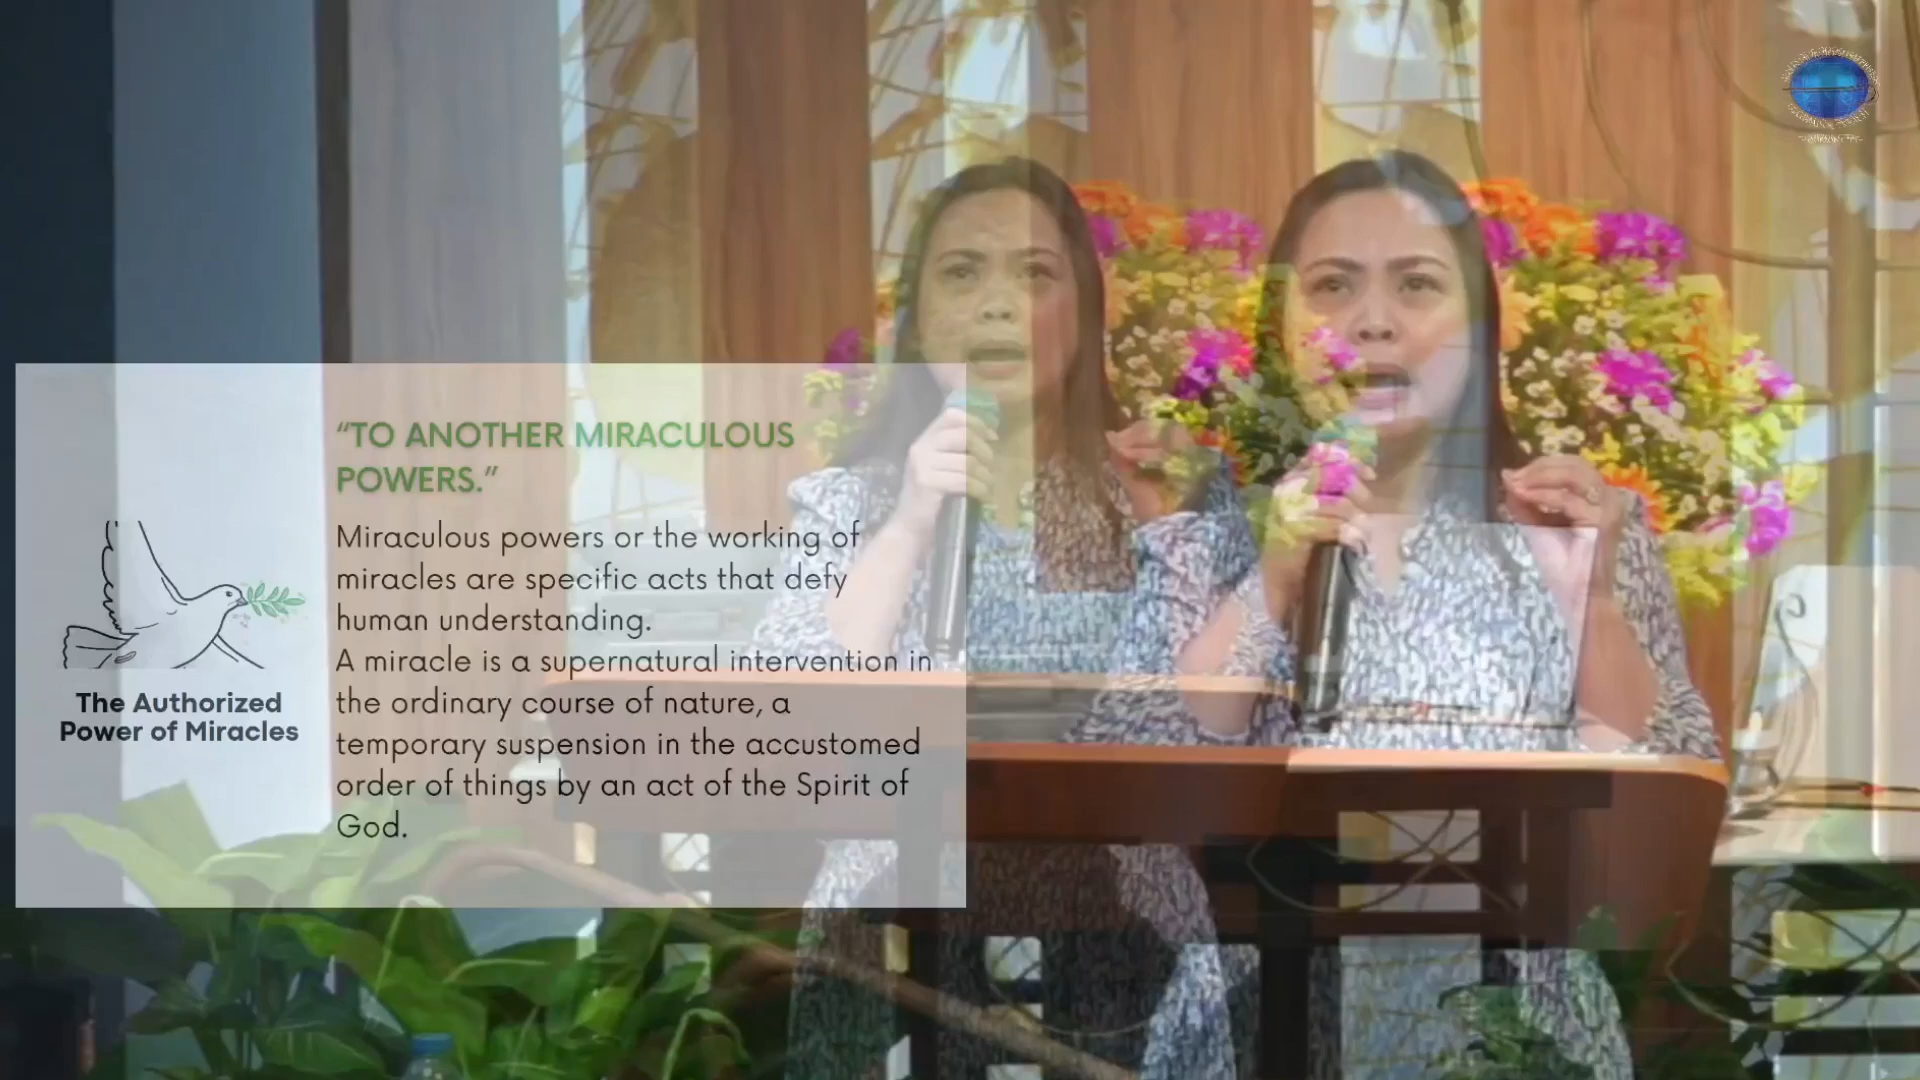 “TO ANOTHER MIRACULOUS
POWERS.”
Miraculous powers or the working of
miracles are specific acts that defy
human understanding.
A miracle is a supernatural intervention in
the ordinary course of nature, a
temporary suspension in the accustomed
order of things by an act of the Spirit of
God.
The Authorized
Power of Miracles